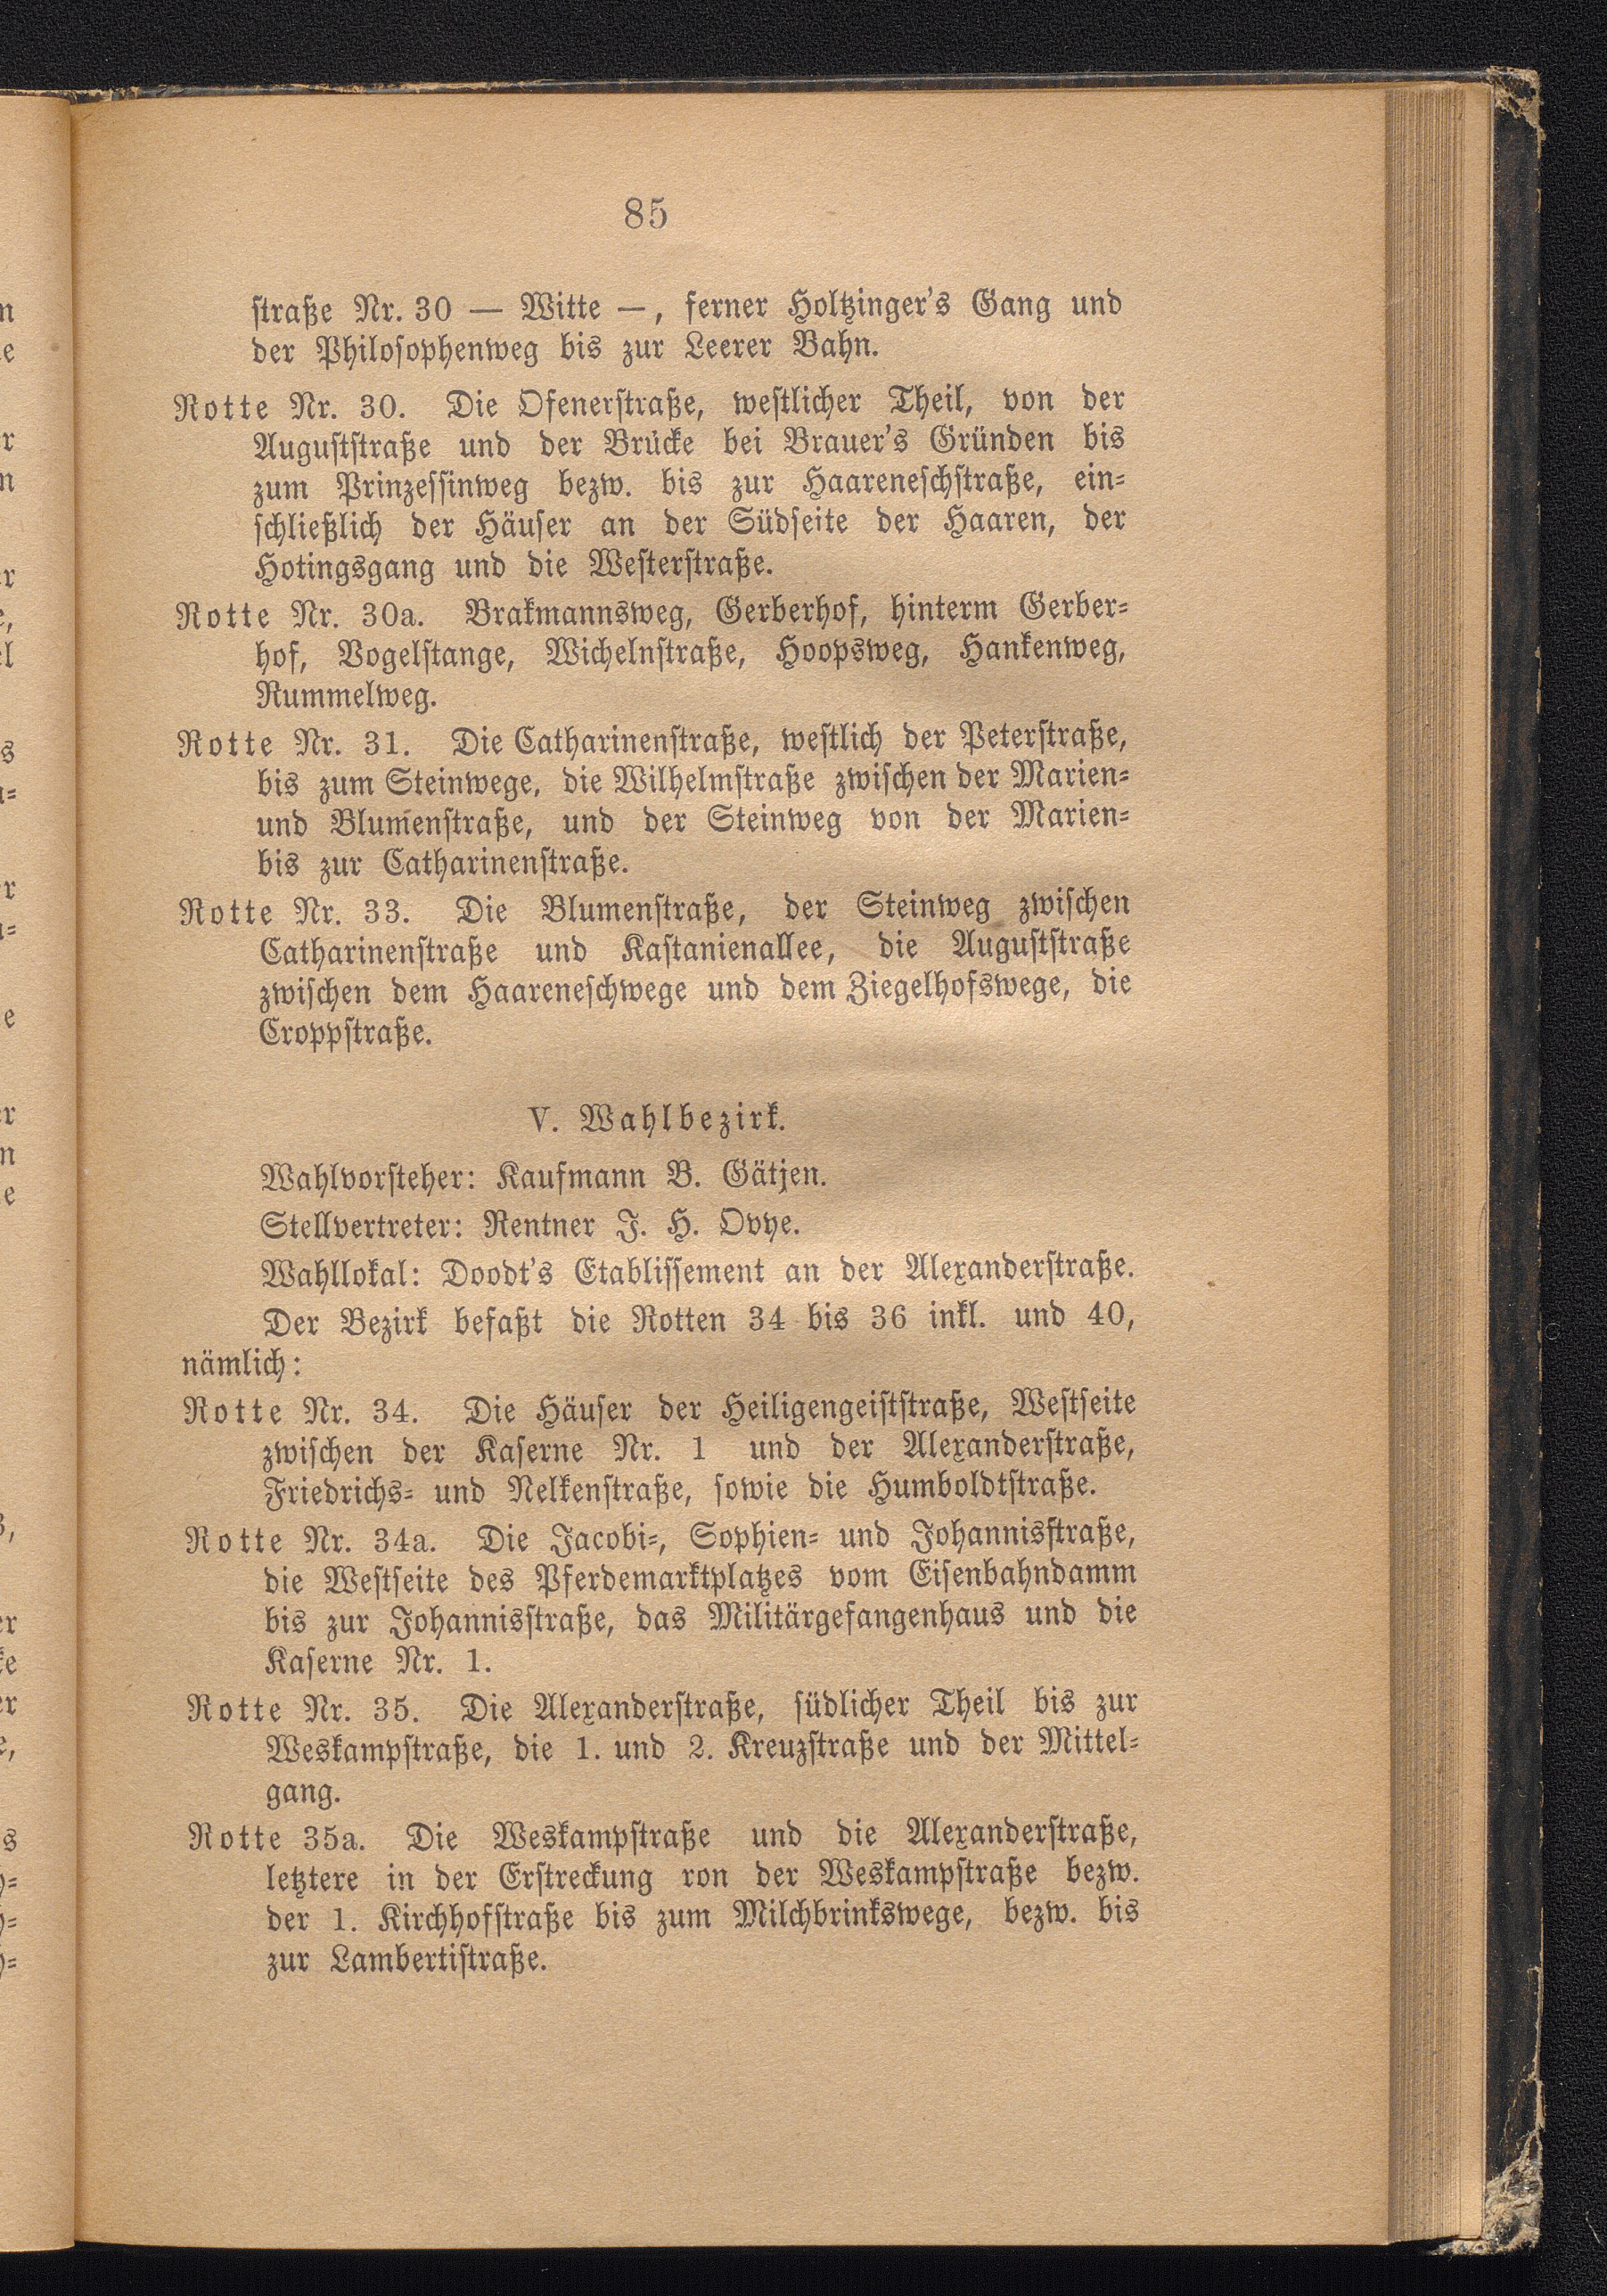 85
straße Nr. 30 — Witte —, ferner Holtzinger's Gang und
der Philosophenweg bis zur Leerer Bahn.
Rotte Nr. 30. Die Ofenerstraße, westlicher Theil, von der
Auguststraße und der Brücke bei Brauer's Gründen bis
zum Prinzessinweg bezw. bis zur Haareneschstraße, ein-
schließlich der Häuser an der Südseite der Haaren, der
Hotingsgang und die Westerstraße.
Rotte Nr. 30a. Brakmannsweg, Gerberhof, hinterm Gerber-
hof, Vogelstange, Wichelnstraße, Hoopsweg, Hankenweg,
Rummelweg.
Rotte Nr. 31. Die Catharinenstraße, westlich der Peterstraße,
bis zum Steinwege, die Wilhelmstraße zwischen der Marien-
und Blumenstraße, und der Steinweg von der Marien-
bis zur Catharinenstraße.
Rotte Nr. 33. Die Blumenstraße, der Steinweg zwischen
Catharinenstraße und Kastanienallee, die Auguststraße
zwischen dem Haareneschwege und dem Ziegelhofswege, die
Croppstraße.
V. Wahlbezirk.
Wahlvorsteher: Kaufmann B. Gätjen.
Stellvertreter: Rentner J. H. Ovye.
Wahllokal: Doodt's Etablissement an der Alexanderstraße.
Der Bezirk befaßt die Rotten 34 bis 36 inkl. und 40,
nämlich:
Rotte Nr. 34. Die Häuser der Heiligengeiststraße, Westseite
zwischen der Kaserne Nr. 1 und der Alexanderstraße,
Friedrichs- und Nelkenstraße, sowie die Humboldtstraße.
Rotte Nr. 34a. Die Jacobi-, Sophien- und Johannisstraße,
die Westseite des Pferdemarktplatzes vom Eisenbahndamm
bis zur Johannisstraße, das Militärgefangenhaus und die
Kaserne Nr. 1.
Rotte Nr. 35. Die Alexanderstraße, südlicher Theil bis zur
Weskampstraße, die 1. und 2. Kreuzstraße und der Mittel-
gang.
Rotte 35a. Die Weskampstraße und die Alexanderstraße,
letztere in der Erstreckung ron der Weskampstraße bezw.
der 1. Kirchhofstraße bis zum Milchbrinkswege, bezw. bis
zur Lambertistraße.